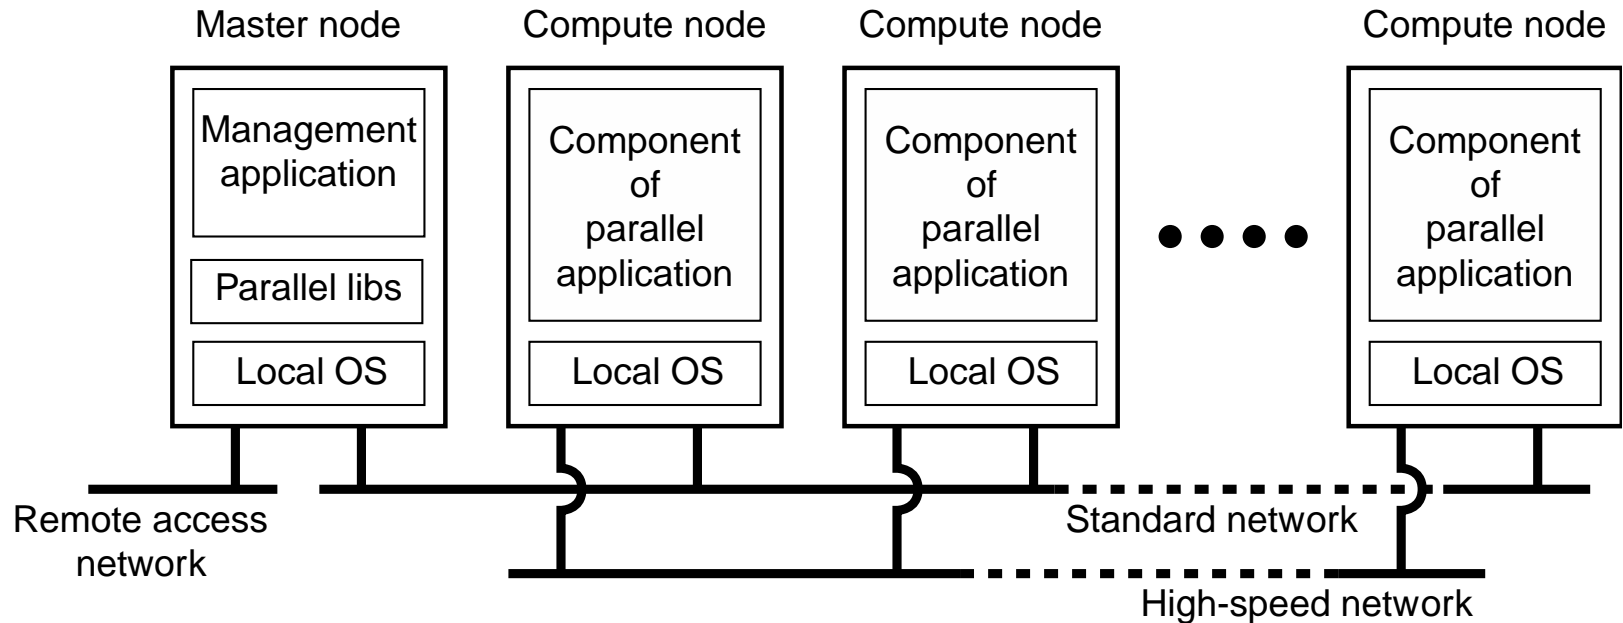 Master node
Compute node
Compute node
Compute node
Management
application
Parallel libs
Local OS
Component
of
parallel
application
Local OS
Component
of
parallel
application
Local OS
Component
of
parallel
application
Local OS
Remote access
network
Standard network
High-speed network